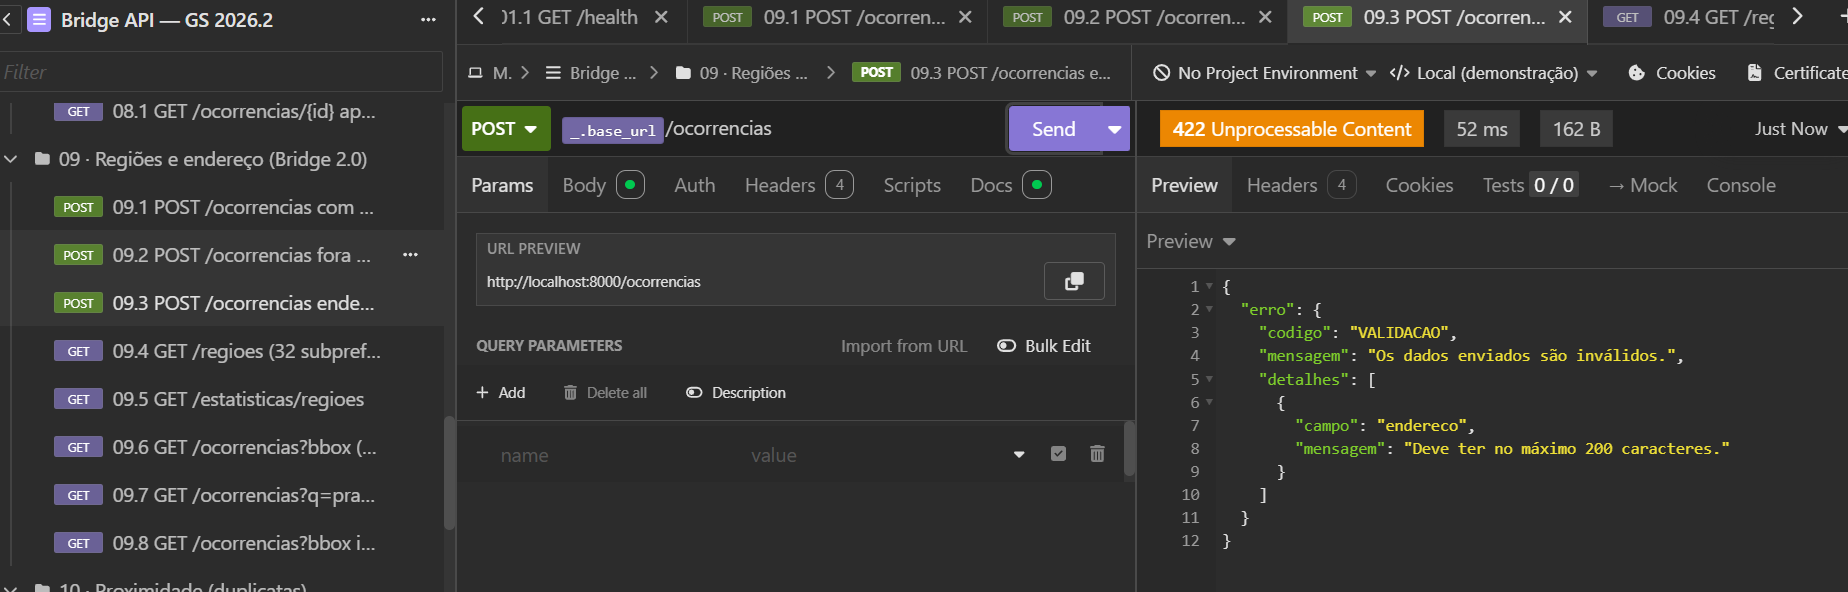 Bridge API — GS 2026.2
Filter
GET 08.1 GET /ocorrencias/{id} ap...
09 · Regiões e endereço (Bridge 2.0)
POST 09.1 POST /ocorrencias com ...
POST 09.2 POST /ocorrencias fora ...
POST 09.3 POST /ocorrencias ende...
GET 09.4 GET /regioes (32 subpref...
GET 09.5 GET /estatisticas/regioes
GET 09.6 GET /ocorrencias?bbox (...
GET 09.7 GET /ocorrencias?q=pra...
GET 09.8 GET /ocorrencias?bbox i...
10 · Proximidade (duplicatas)
01.1 GET /health
POST 09.1 POST /ocorren...
POST 09.2 POST /ocorren...
POST 09.3 POST /ocorren...
GET 09.4 GET /reg
M. > Bridge ... > 09 · Regiões ... > POST 09.3 POST /ocorrencias e...
No Project Environment
</> Local (demonstração)
Cookies
Certificate
POST _.base_url /ocorrencias
Send
Params Body Auth Headers 4 Scripts Docs
URL PREVIEW
http://localhost:8000/ocorrencias
QUERY PARAMETERS Import from URL Bulk Edit
+ Add Delete all Description
name value
422 Unprocessable Content 52 ms 162 B Just Now
Preview Headers 4 Cookies Tests 0 / 0 → Mock Console
Preview
1 {
2 "erro": {
3 "codigo": "VALIDACAO",
4 "mensagem": "Os dados enviados são inválidos.",
5 "detalhes": [
6 {
7 "campo": "endereco",
8 "mensagem": "Deve ter no máximo 200 caracteres."
9 }
10 ]
11 }
12 }